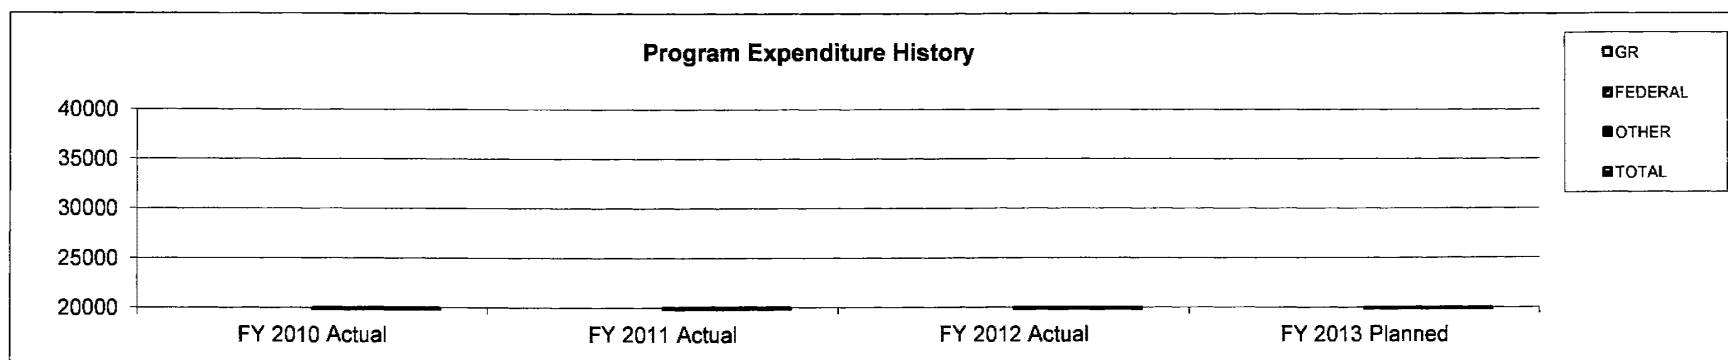 Program Expenditure History
GR
FEDERAL
OTHER
TOTAL
40000
35000
30000
25000
20000
FY 2010 Actual
FY 2011 Actual
FY 2012 Actual
FY 2013 Planned